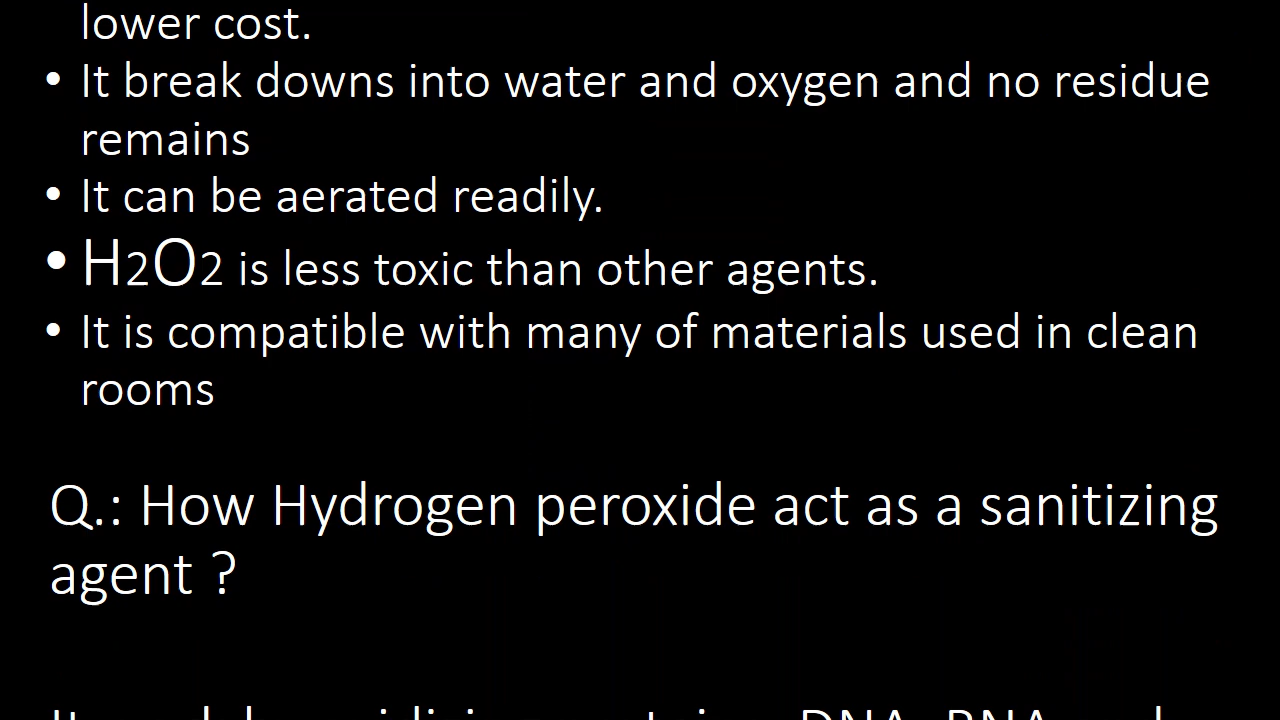 lower cost.
• It break downs into water and oxygen and no residue
remains
• It can be aerated readily.
• H2O2 is less toxic than other agents.
• It is compatible with many of materials used in clean
rooms
Q.: How Hydrogen peroxide act as a sanitizing
agent ?
DNA, RNA